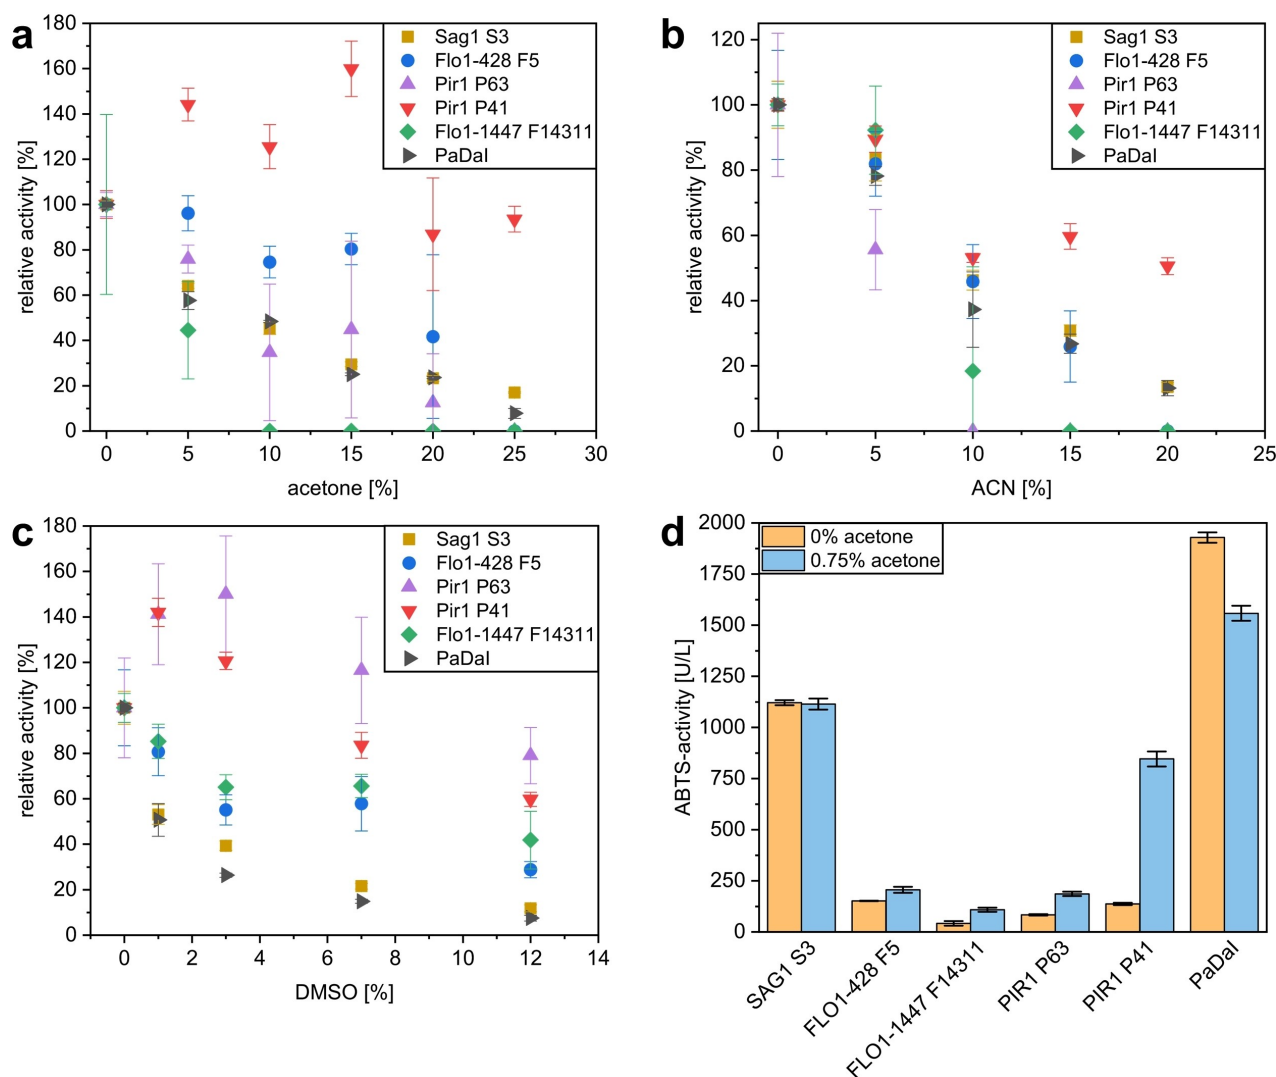 a
180
160
140
120
100
80
60
40
20
0
relative activity [%]
0 5 10 15 20 25 30
acetone [%]
Sag1 S3
Flo1-428 F5
Pir1 P63
Pir1 P41
Flo1-1447 F14311
PaDaI
b
120
100
80
60
40
20
0
relative activity [%]
0 5 10 15 20 25
ACN [%]
Sag1 S3
Flo1-428 F5
Pir1 P63
Pir1 P41
Flo1-1447 F14311
PaDaI
c
180
160
140
120
100
80
60
40
20
0
relative activity [%]
0 2 4 6 8 10 12 14
DMSO [%]
Sag1 S3
Flo1-428 F5
Pir1 P63
Pir1 P41
Flo1-1447 F14311
PaDaI
d
2000
1750
1500
1250
1000
750
500
250
0
ABTS-activity [U/L]
0% acetone
0.75% acetone
SAG1 S3
FLO1-428 F5
FLO1-1447 F14311
PIR1 P63
PIR1 P41
PaDaI